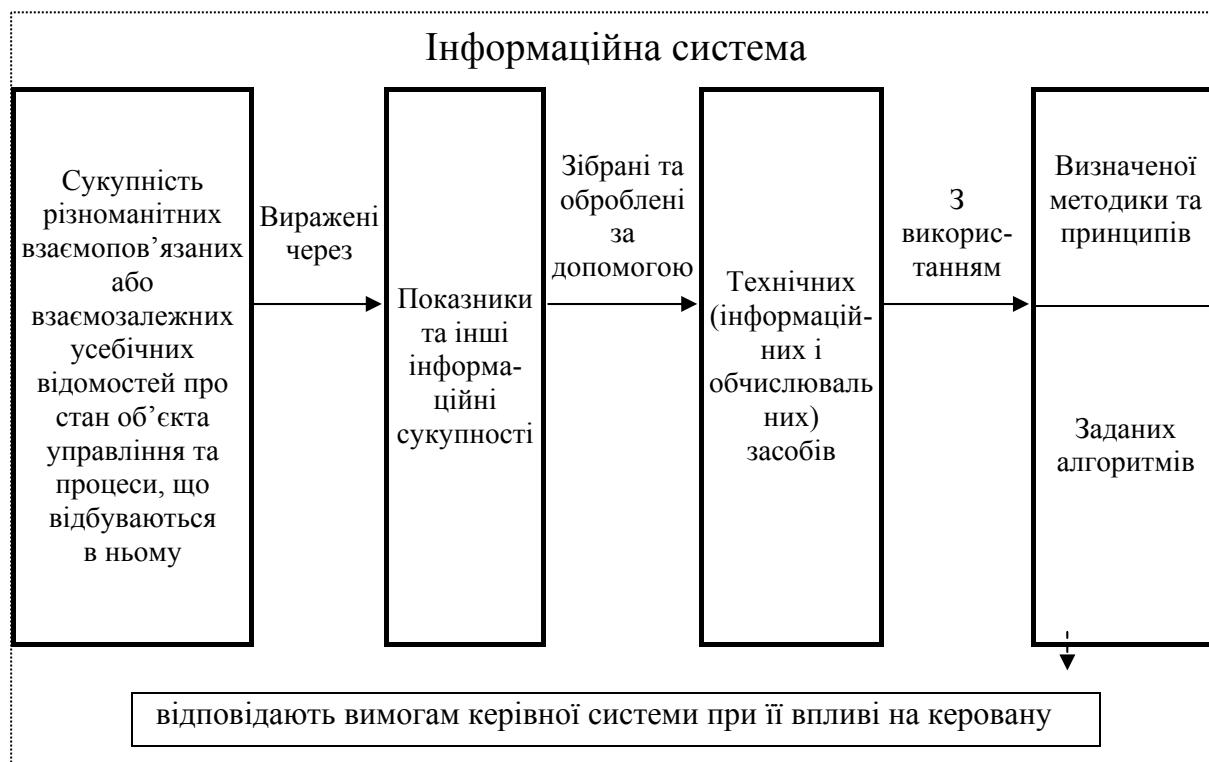 Інформаційна система
Сукупність
різноманітних
взаємопов’язаних
або
взаємозалежних
усебічних
відомостей про
стан об’єкта
управління та
процеси, що
відбуваються
в ньому
Виражені
через
Показники
та інші
інформа-
ційні
сукупності
Зібрані та
оброблені
за
допомогою
Технічних
(інформацій-
них і
обчислюваль
них)
засобів
З
викорис-
танням
Визначеної
методики та
принципів
Заданих
алгоритмів
відповідають вимогам керівної системи при її впливі на керовану